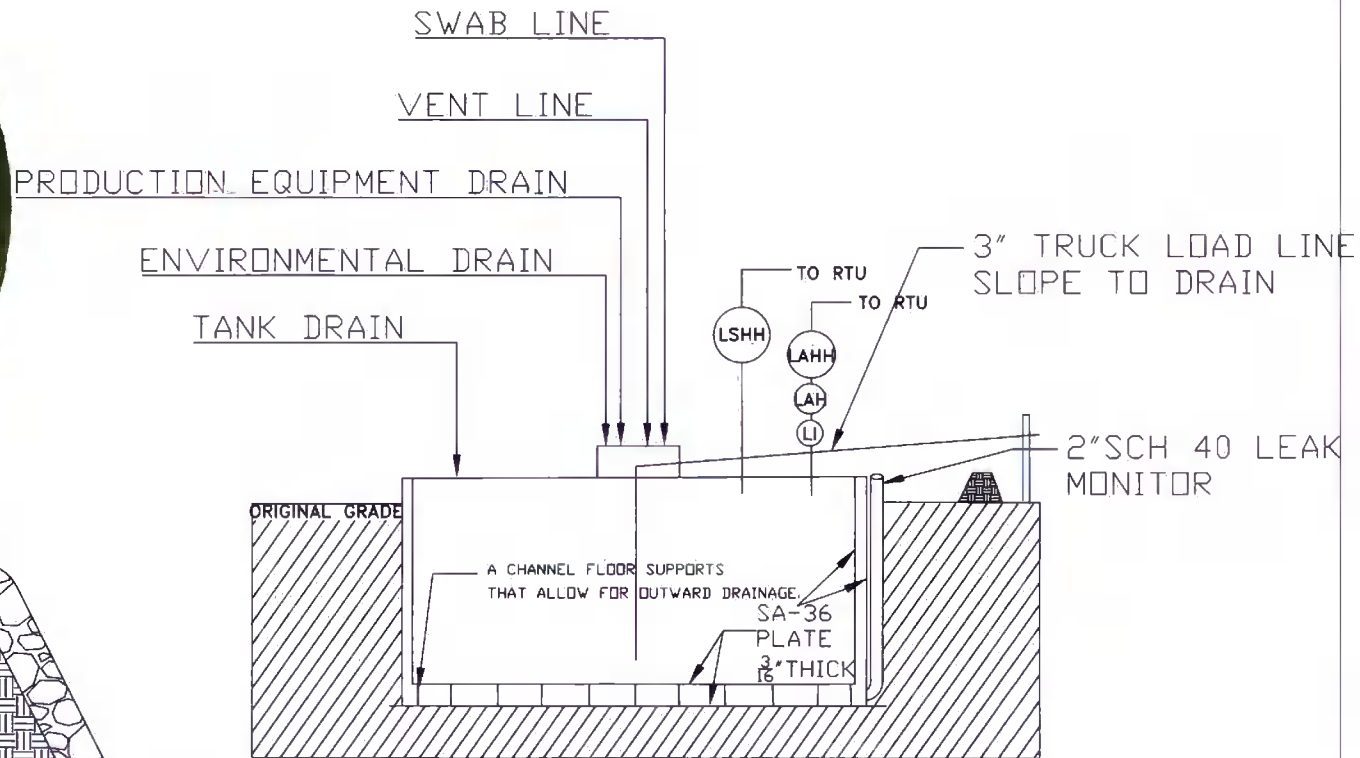 SWAB LINE
VENT LINE
PRODUCTION EQUIPMENT DRAIN
ENVIRONMENTAL DRAIN
TANK DRAIN
TO RTU
TO RTU
3" TRUCK LOAD LINE
SLOPE TO DRAIN
LSHH
LAHH
LAH
LI
2"SCH 40 LEAK
MONITOR
ORIGINAL GRADE
A CHANNEL FLOOR SUPPORTS
THAT ALLOW FOR OUTWARD DRAINAGE.
SA-36
PLATE
3/16"THICK